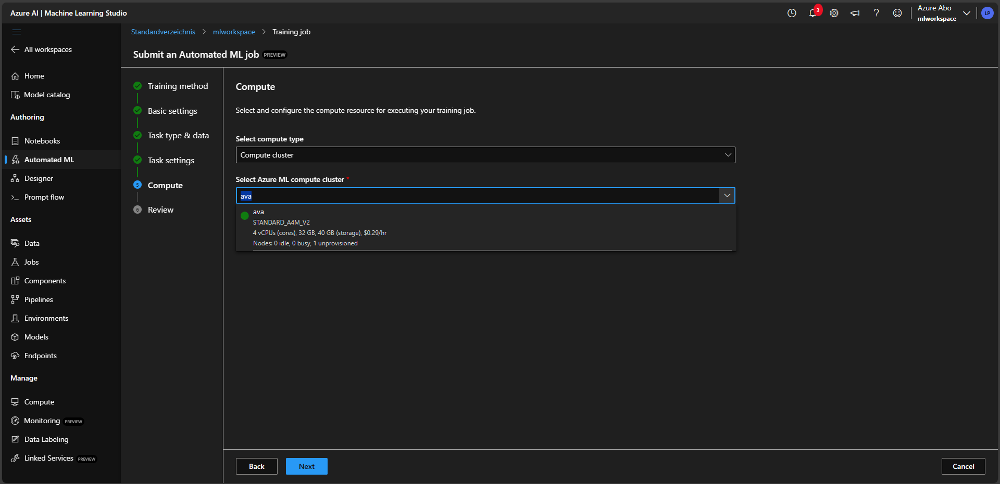 Azure AI | Machine Learning Studio
3
Azure Abo
mlworkspace
LP
All workspaces
Home
Model catalog
Authoring
Notebooks
Automated ML
Designer
Prompt flow
Assets
Data
Jobs
Components
Pipelines
Environments
Models
Endpoints
Manage
Compute
Monitoring PREVIEW
Data Labeling
Linked Services PREVIEW
Standardverzeichnis > mlworkspace > Training job
Submit an Automated ML job PREVIEW
Training method
Basic settings
Task type & data
Task settings
5 Compute
6 Review
Compute
Select and configure the compute resource for executing your training job.
Select compute type
Compute cluster
Select Azure ML compute cluster *
ava
ava
STANDARD_A4M_V2
4 vCPUs (cores), 32 GB, 40 GB (storage), $0.29/hr
Nodes: 0 idle, 0 busy, 1 unprovisioned
Back
Next
Cancel